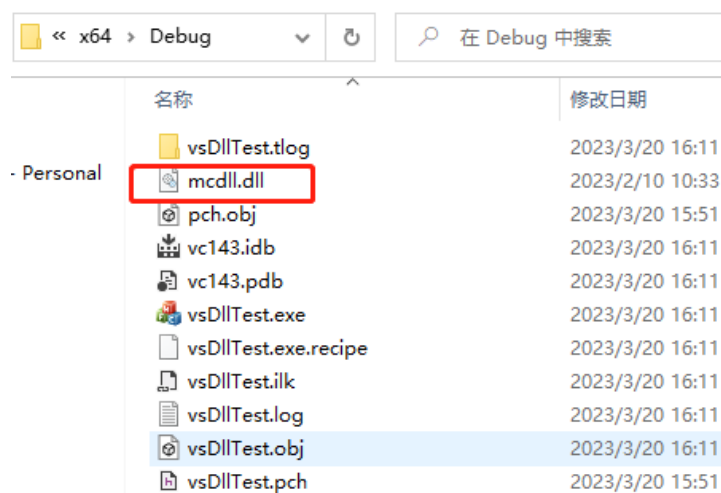 « x64 › Debug 在 Debug 中搜索
名称 修改日期
vsDllTest.tlog 2023/3/20 16:11
- Personal
mcdll.dll 2023/2/10 10:33
pch.obj 2023/3/20 15:51
vc143.idb 2023/3/20 16:11
vc143.pdb 2023/3/20 16:11
vsDllTest.exe 2023/3/20 16:11
vsDllTest.exe.recipe 2023/3/20 16:11
vsDllTest.ilk 2023/3/20 16:11
vsDllTest.log 2023/3/20 16:11
vsDllTest.obj 2023/3/20 16:11
vsDllTest.pch 2023/3/20 15:51